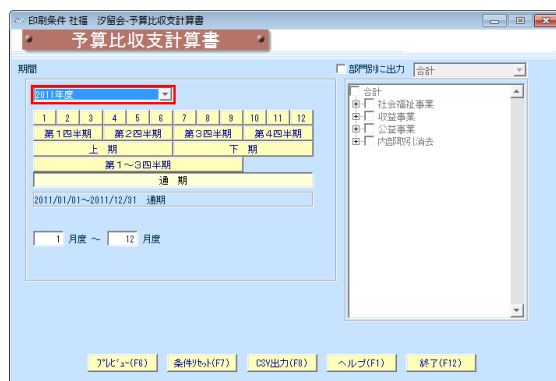 印刷条件 社福 汐留会-予算比収支計算書
予算比収支計算書
期間
2011年度
1 2 3 4 5 6 7 8 9 10 11 12
第1四半期 第2四半期 第3四半期 第4四半期
上 期 下 期
第1～3四半期
通 期
2011/01/01～2011/12/31 通期
1 月度 ～ 12 月度
部門別に出力 合計
合計
社会福祉事業
収益事業
公益事業
内部取引消去
ﾌﾟﾚﾋﾞｭｰ(F6) 条件ﾘｾｯﾄ(F7) CSV出力(F8) ヘルプ(F1) 終了(F12)